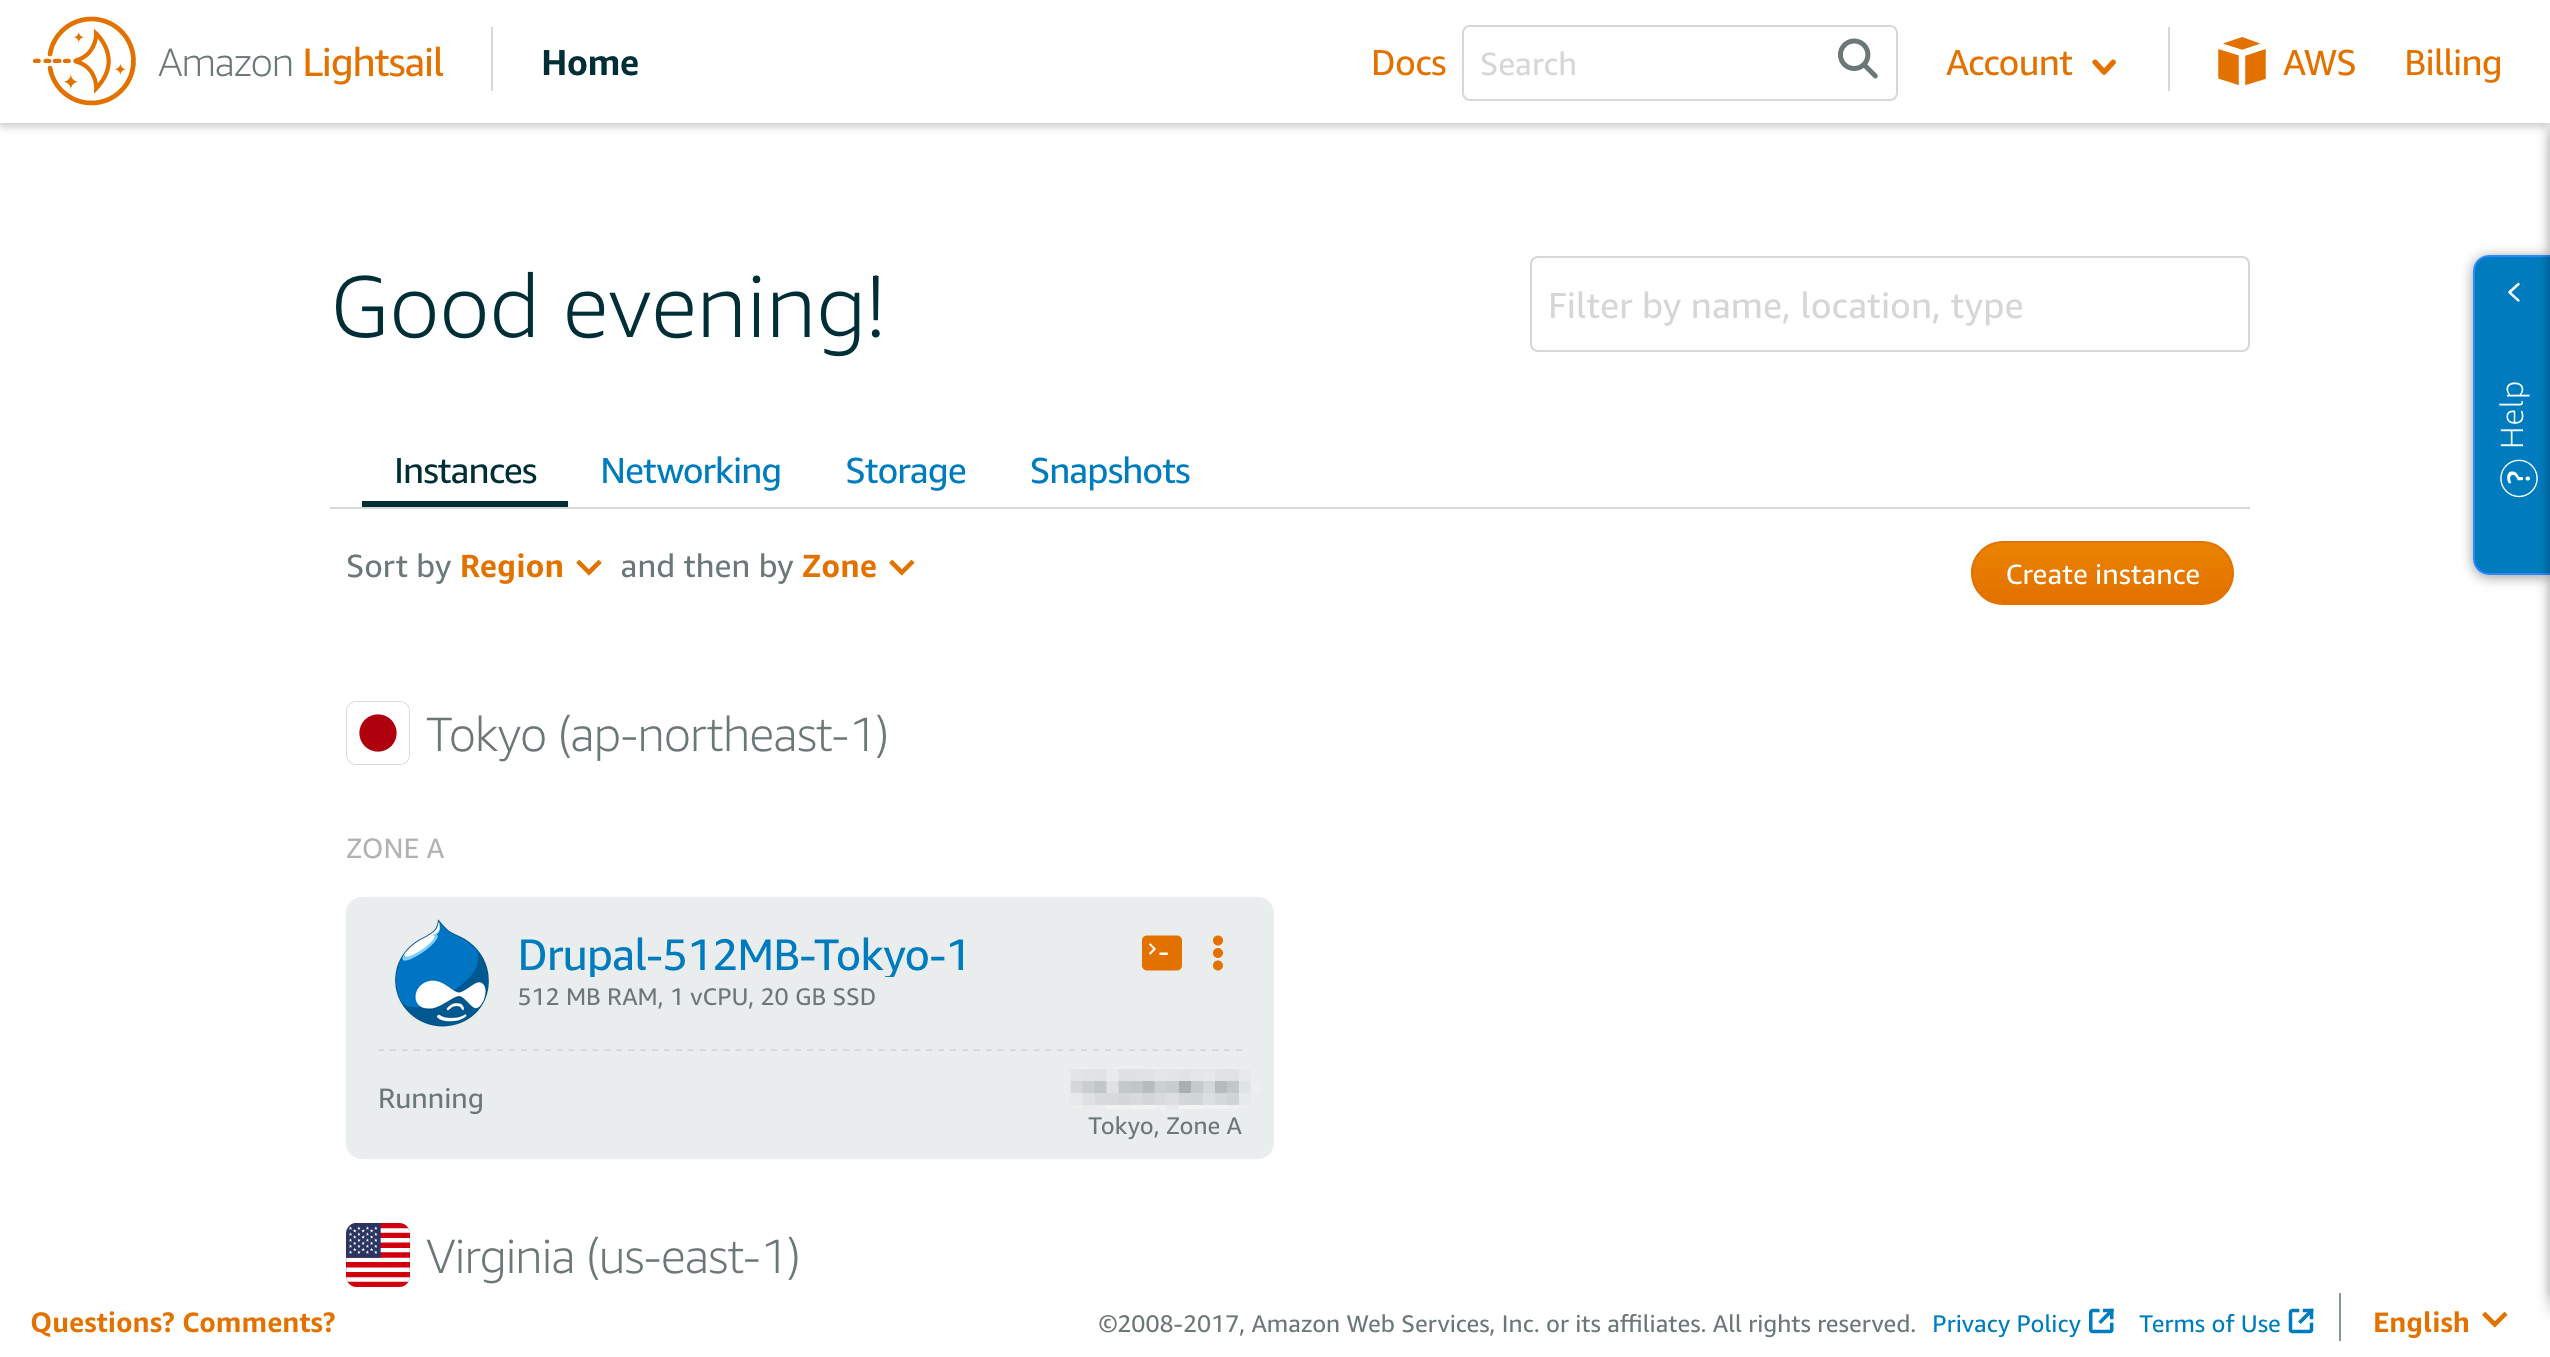 Amazon Lightsail
Home
Docs
Search
Account
AWS
Billing
Good evening!
Filter by name, location, type
Help
?
Instances
Networking
Storage
Snapshots
Sort by Region and then by Zone
Create instance
Tokyo (ap-northeast-1)
ZONE A
Drupal-512MB-Tokyo-1
>-
512 MB RAM, 1 vCPU, 20 GB SSD
Running
Tokyo, Zone A
Virginia (us-east-1)
Questions? Comments?
©2008-2017, Amazon Web Services, Inc. or its affiliates. All rights reserved.
Privacy Policy
Terms of Use
English